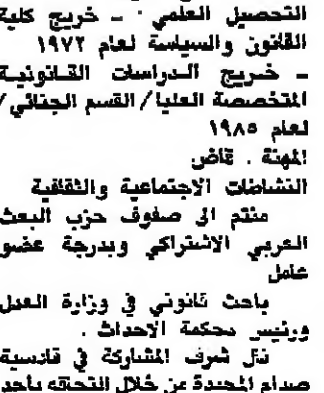 التحصيل العلمي . ـ خريج كلية
القانون والسياسة لعام ١٩٧٢
ـ خريج الدراسات القانونية
المتخصصة العليا/ القسم الجنائي/
لعام ١٩٨٥
المهنة . قاض
النشاطات الاجتماعية والثقافية
منتم الى صفوف حزب البعث
العربي الاشتراكي وبدرجة عضو
عامل
باحث قانوني في وزارة العدل
ورئيس محكمة الاحداث .
نال شرف المشاركة في قادسية
صدام المجيدة من خلال التحاقه باحد